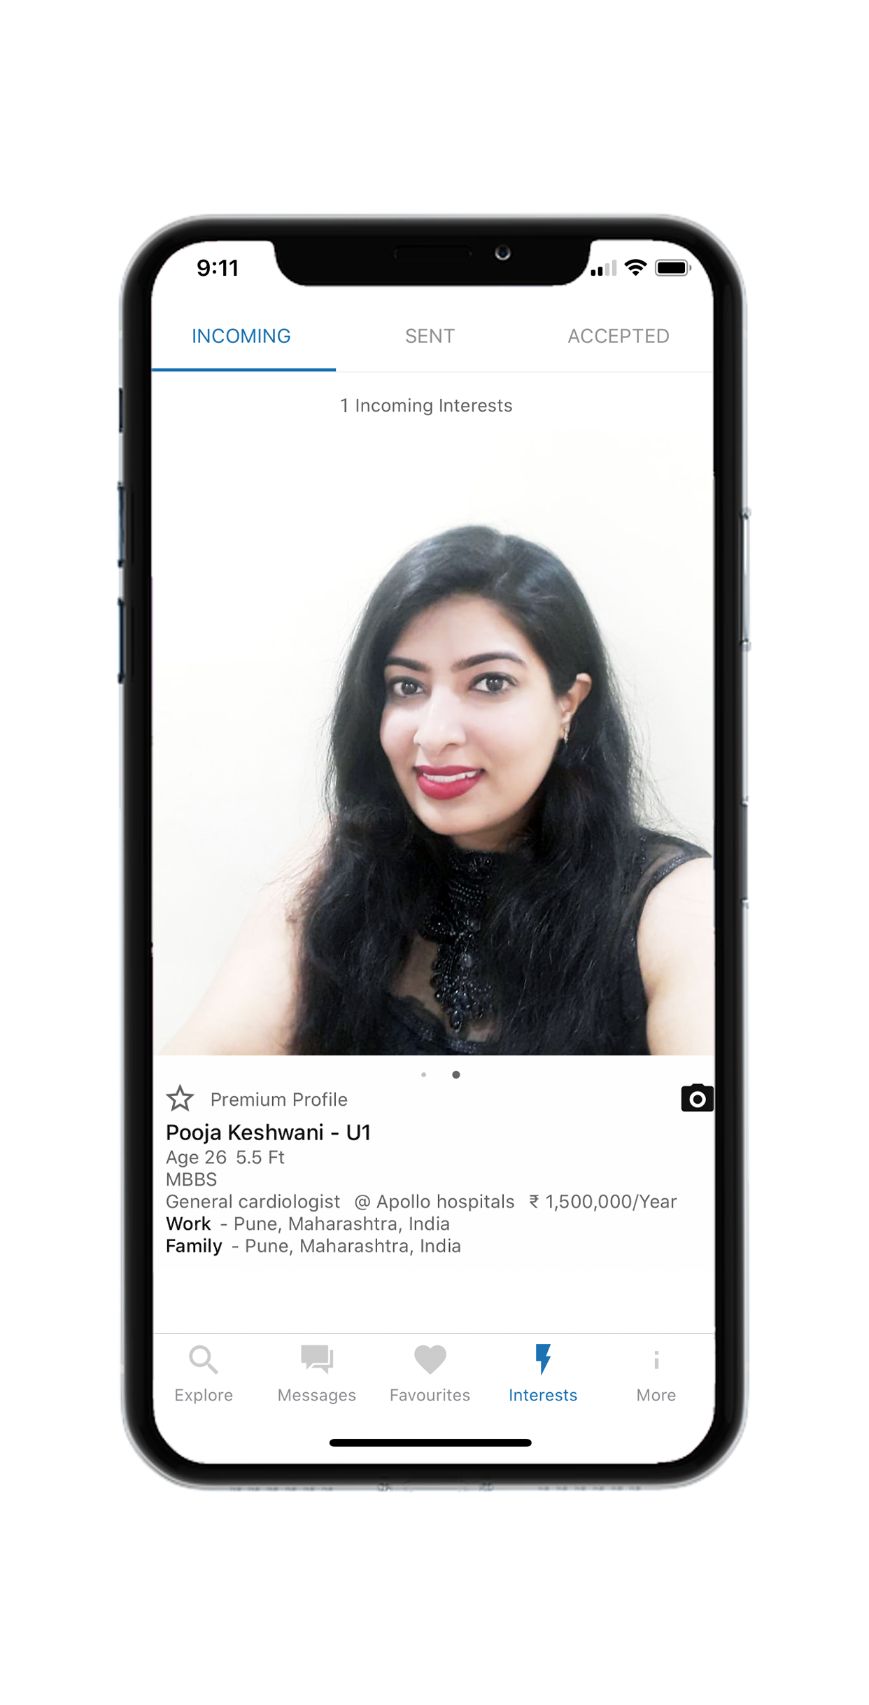 9:11
INCOMING SENT ACCEPTED
1 Incoming Interests
Premium Profile
Pooja Keshwani - U1
Age 26 5.5 Ft
MBBS
General cardiologist @ Apollo hospitals ₹ 1,500,000/Year
Work - Pune, Maharashtra, India
Family - Pune, Maharashtra, India
Explore Messages Favourites Interests More